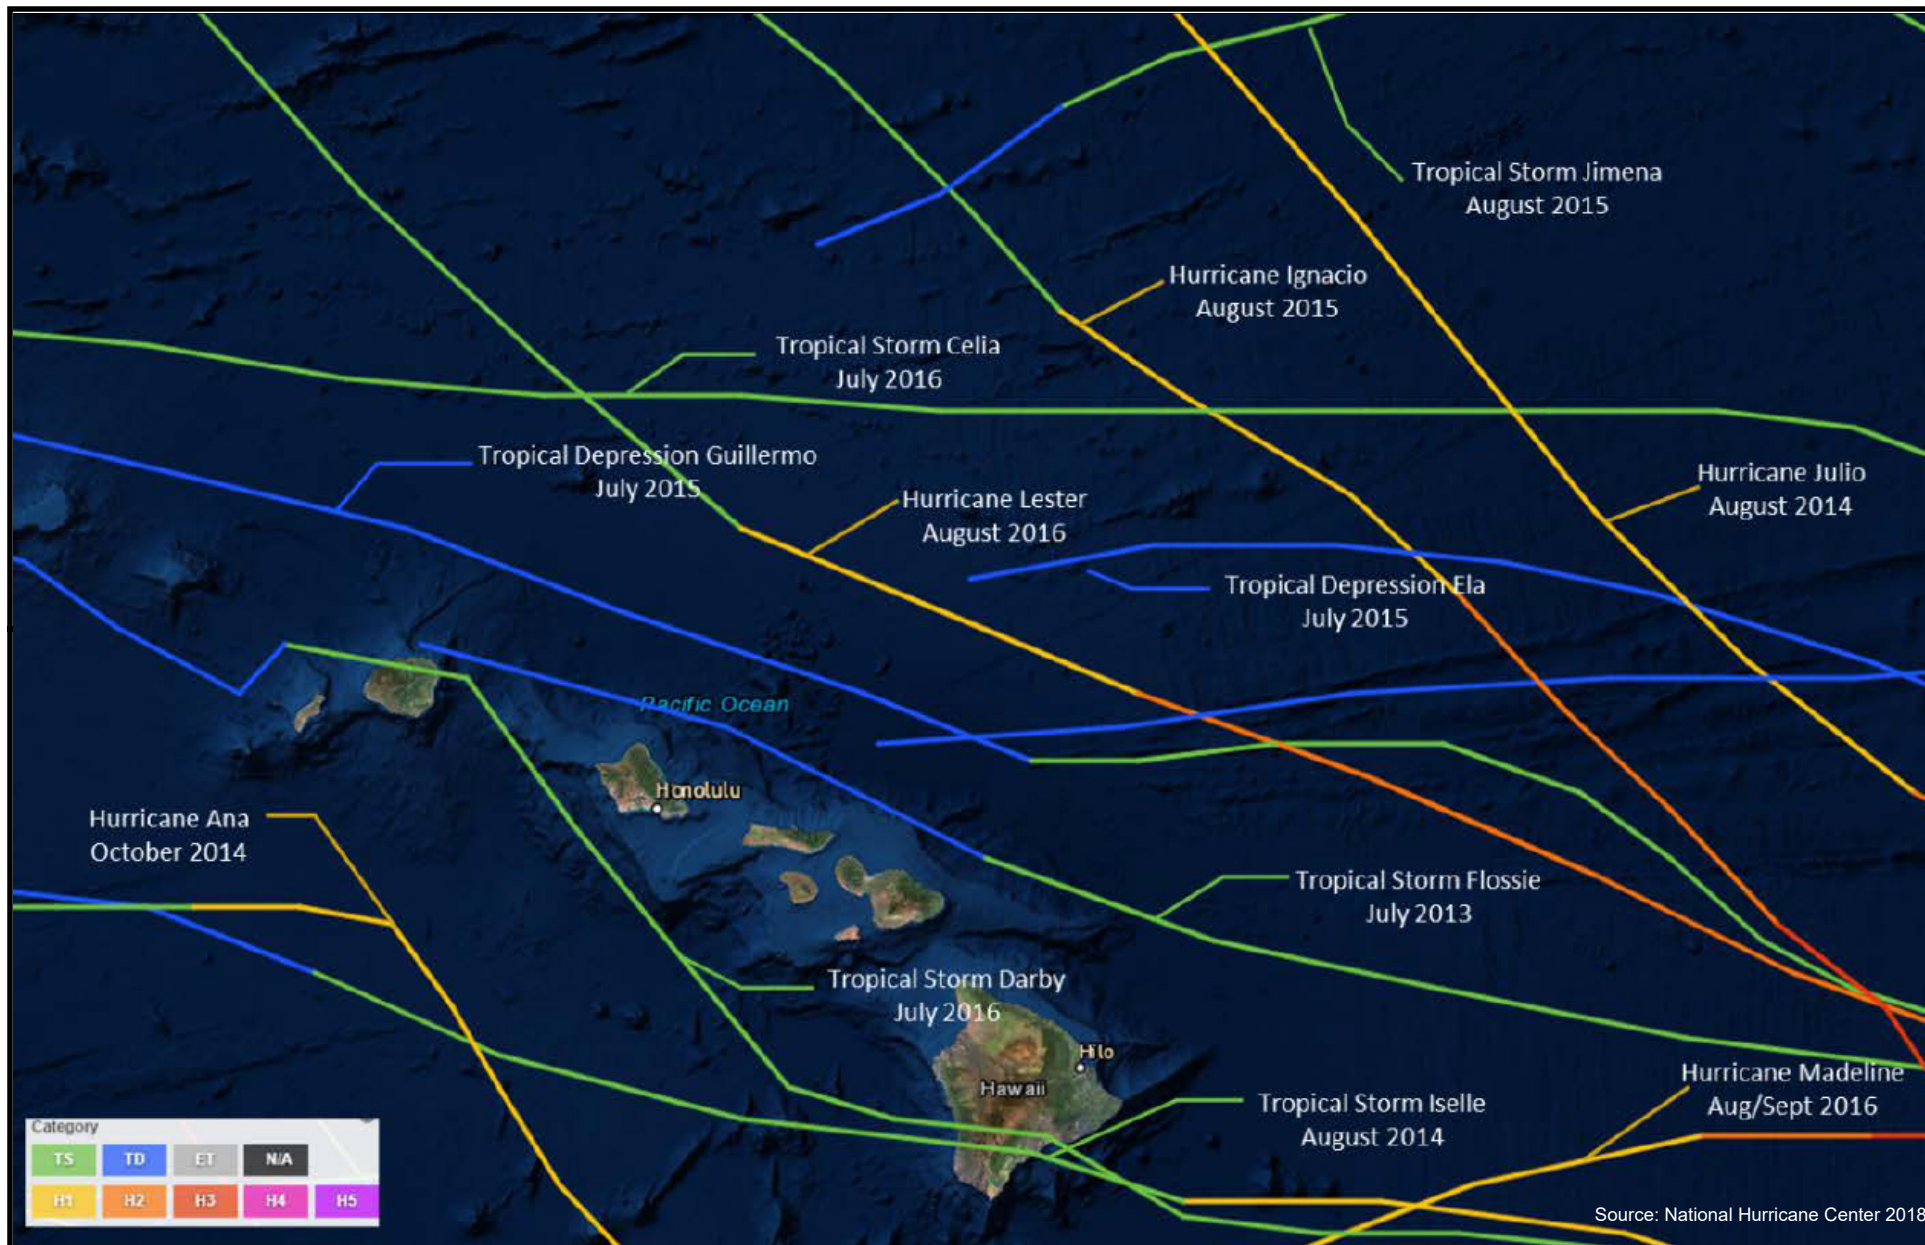 Tropical Storm Jimena
August 2015
Hurricane Ignacio
August 2015
Tropical Storm Celia
July 2016
Tropical Depression Guillermo
July 2015
Hurricane Julio
August 2014
Hurricane Lester
August 2016
Tropical Depression Ela
July 2015
Pacific Ocean
Honolulu
Hurricane Ana
October 2014
Tropical Storm Flossie
July 2013
Tropical Storm Darby
July 2016
Hilo
Hawaii
Hurricane Madeline
Aug/Sept 2016
Tropical Storm Iselle
August 2014
Category
TS TD ET N/A
H1 H2 H3 H4 H5
Source: National Hurricane Center 2018